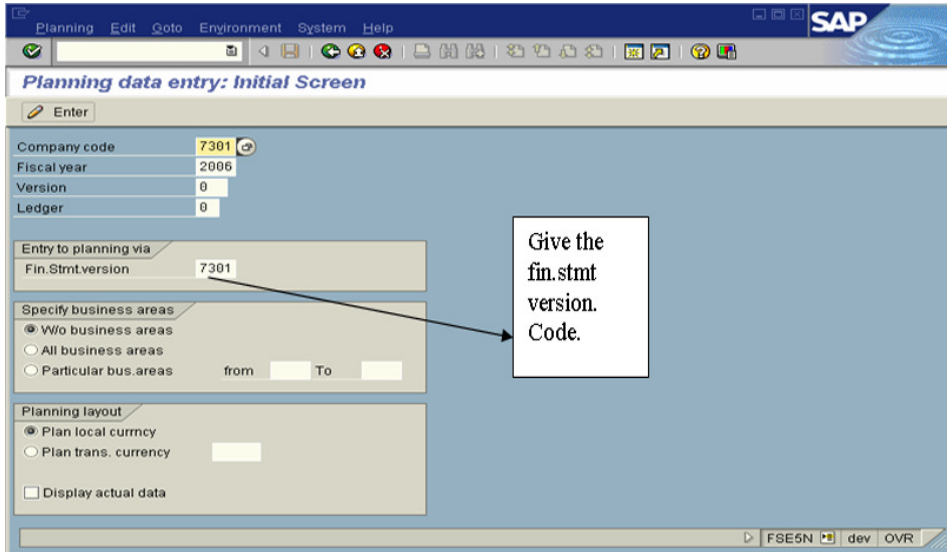 Planning Edit Goto Environment System Help
SAP
Planning data entry: Initial Screen
Enter
Company code 7301
Fiscal year 2006
Version 0
Ledger 0
Entry to planning via
Fin.Stmt.version 7301
Give the
fin.stmt
version.
Code.
Specify business areas
W/o business areas
All business areas
Particular bus.areas from To
Planning layout
Plan local currncy
Plan trans. currency
Display actual data
FSE5N dev OVR